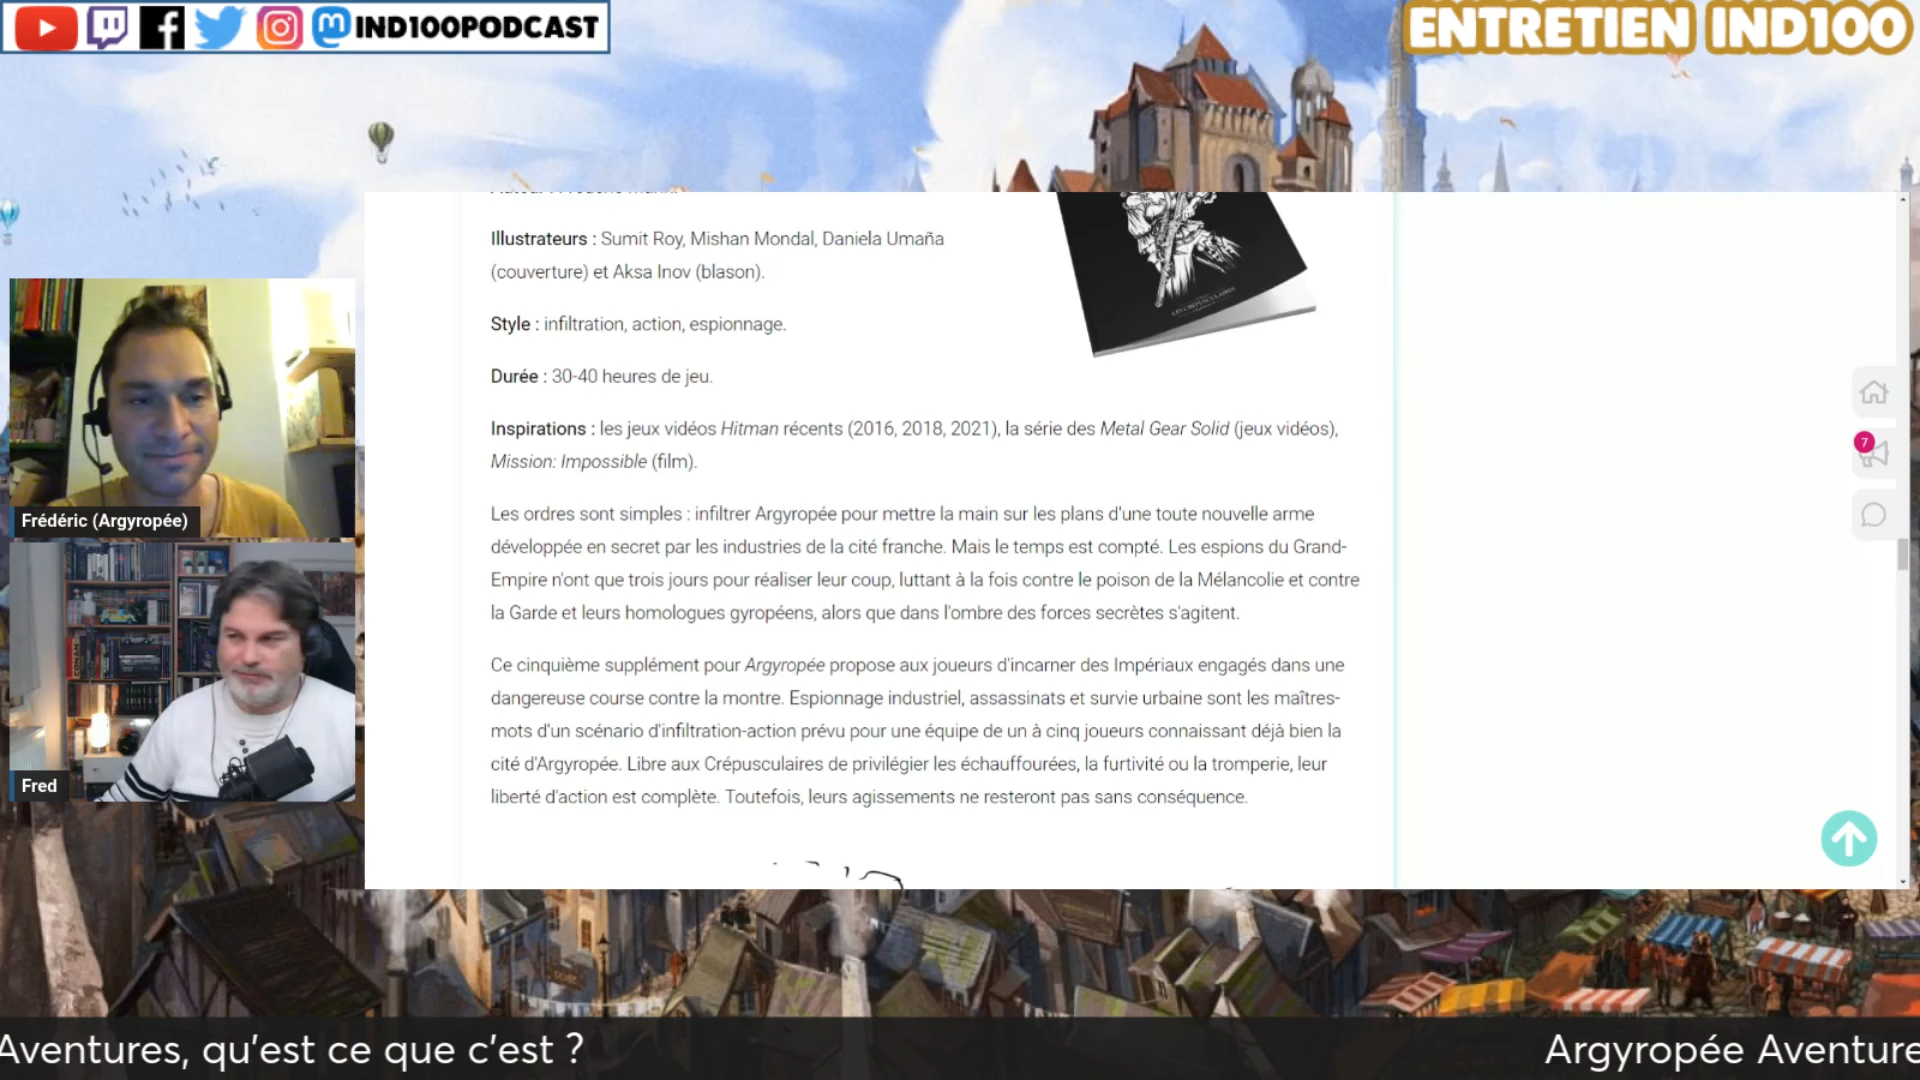 IND100PODCAST
ENTRETIEN IND100
Illustrateurs : Sumit Roy, Mishan Mondal, Daniela Umaña
(couverture) et Aksa Inov (blason).
Style : infiltration, action, espionnage.
Durée : 30-40 heures de jeu.
Inspirations : les jeux vidéos Hitman récents (2016, 2018, 2021), la série des Metal Gear Solid (jeux vidéos),
Mission: Impossible (film).
Les ordres sont simples : infiltrer Argyropée pour mettre la main sur les plans d'une toute nouvelle arme
développée en secret par les industries de la cité franche. Mais le temps est compté. Les espions du Grand-
Empire n'ont que trois jours pour réaliser leur coup, luttant à la fois contre le poison de la Mélancolie et contre
la Garde et leurs homologues gyropéens, alors que dans l'ombre des forces secrètes s'agitent.
Ce cinquième supplément pour Argyropée propose aux joueurs d'incarner des Impériaux engagés dans une
dangereuse course contre la montre. Espionnage industriel, assassinats et survie urbaine sont les maîtres-
mots d'un scénario d'infiltration-action prévu pour une équipe de un à cinq joueurs connaissant déjà bien la
cité d'Argyropée. Libre aux Crépusculaires de privilégier les échauffourées, la furtivité ou la tromperie, leur
liberté d'action est complète. Toutefois, leurs agissements ne resteront pas sans conséquence.
LES CRÉPUSCULAIRES
7
Frédéric (Argyropée)
Fred
Aventures, qu'est ce que c'est ?
Argyropée Aventure